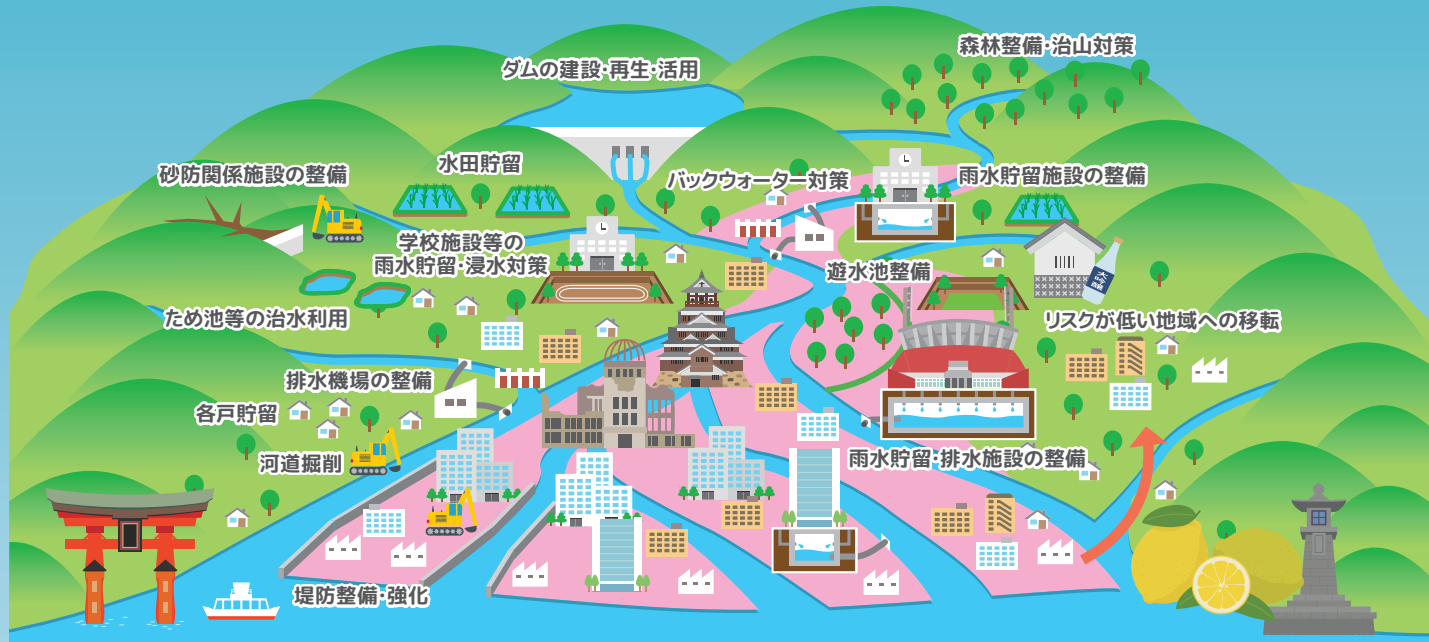 森林整備・治山対策
ダムの建設・再生・活用
水田貯留
砂防関係施設の整備
バックウォーター対策
雨水貯留施設の整備
学校施設等の
雨水貯留・浸水対策
遊水池整備
大吟醸
ため池等の治水利用
リスクが低い地域への移転
排水機場の整備
各戸貯留
河道掘削
雨水貯留・排水施設の整備
堤防整備・強化